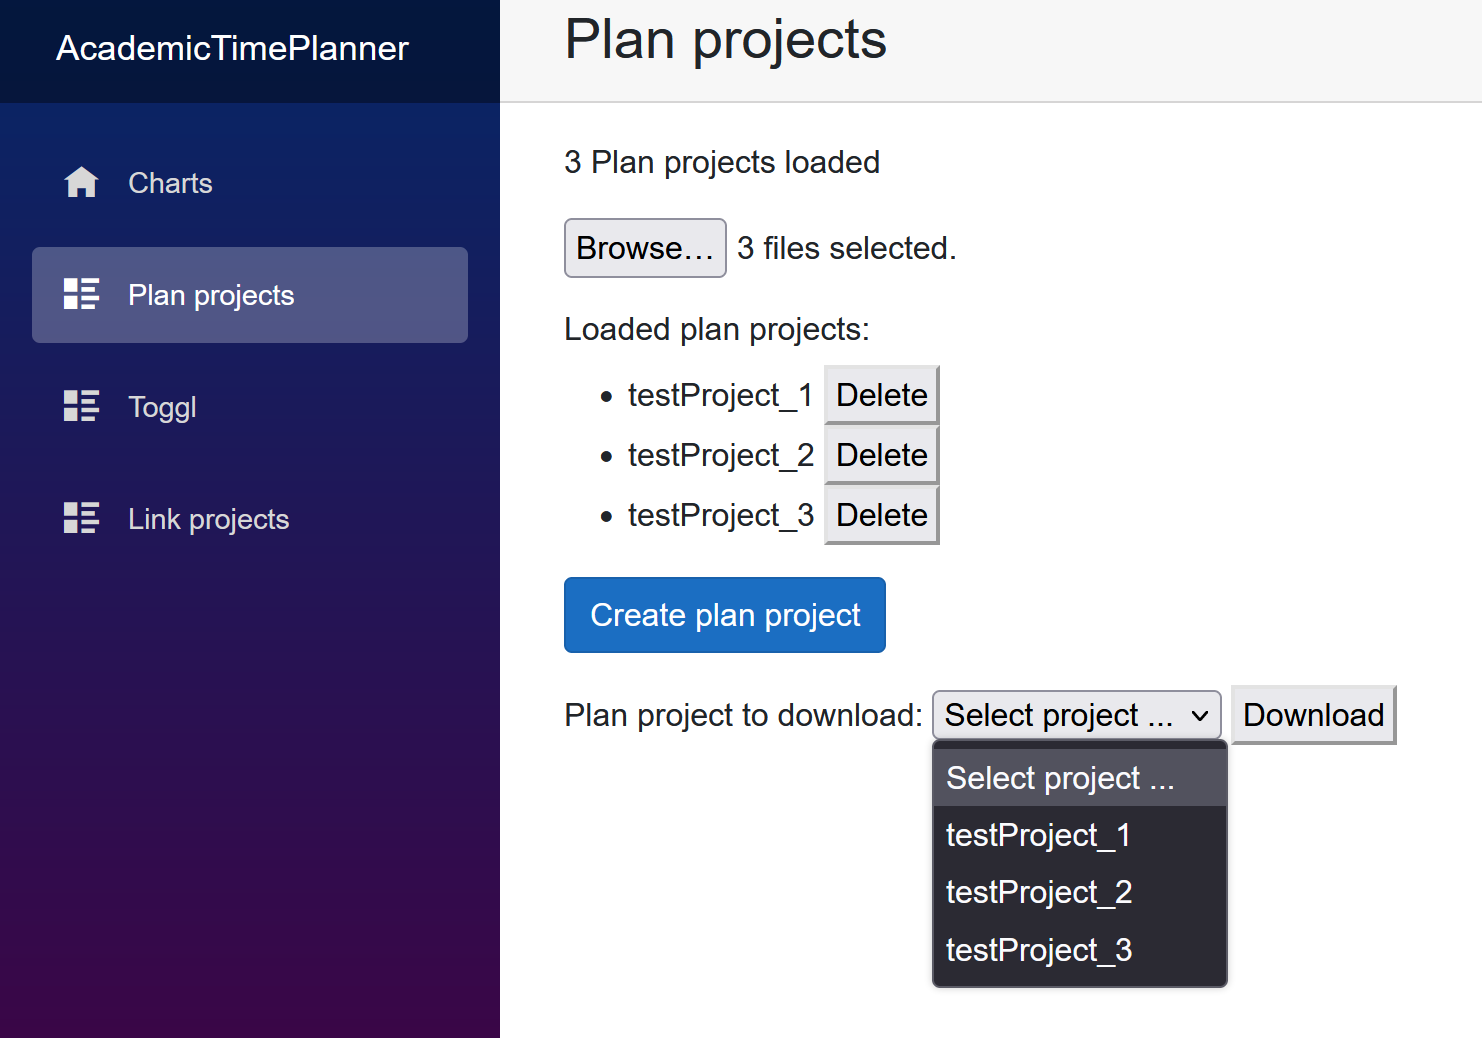 AcademicTimePlanner
Charts
Plan projects
Toggl
Link projects
Plan projects
3 Plan projects loaded
Browse... 3 files selected.
Loaded plan projects:
• testProject_1 Delete
• testProject_2 Delete
• testProject_3 Delete
Create plan project
Plan project to download: Select project ... Download
Select project ...
testProject_1
testProject_2
testProject_3